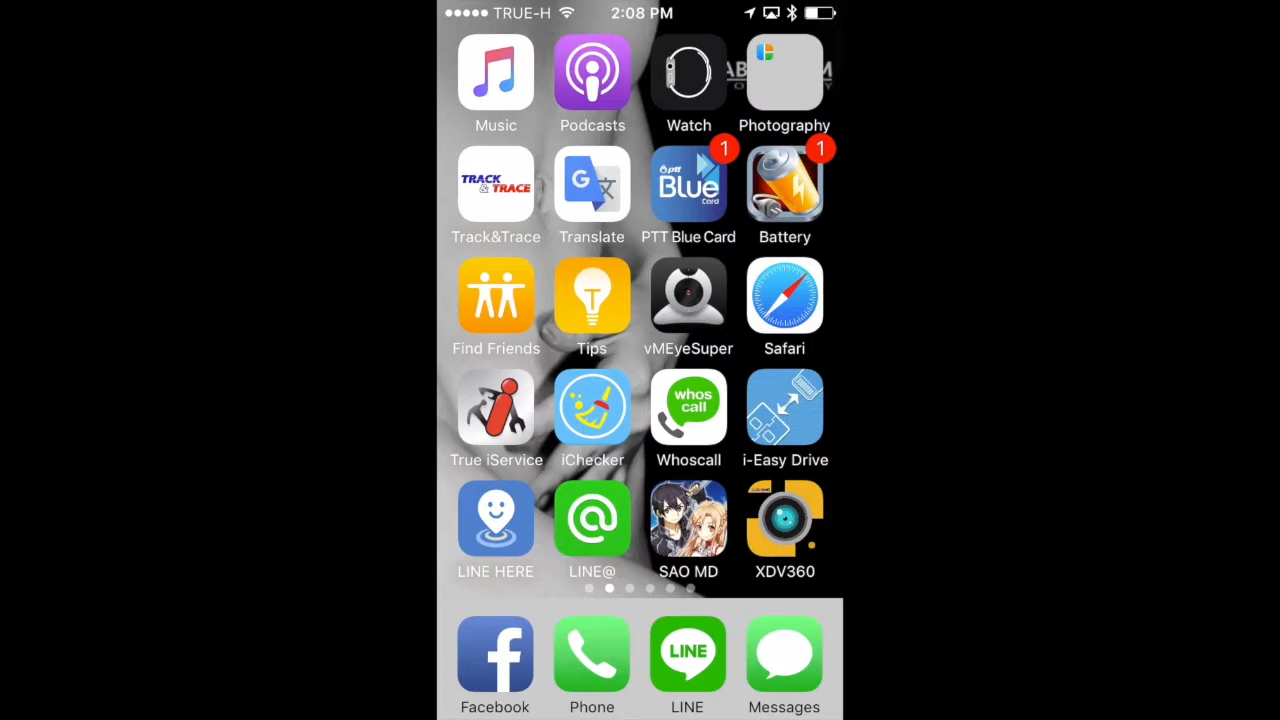 TRUE-H 2:08 PM
Music Podcasts Watch Photography
1 1
TRACK
& TRACE
G
ptt
Blue
Card
Track&Trace Translate PTT Blue Card Battery
T
Find Friends Tips vMEyeSuper Safari
whos
call
True iService iChecker Whoscall i-Easy Drive
@
LINE HERE LINE@ SAO MD XDV360
f
LINE
Facebook Phone LINE Messages